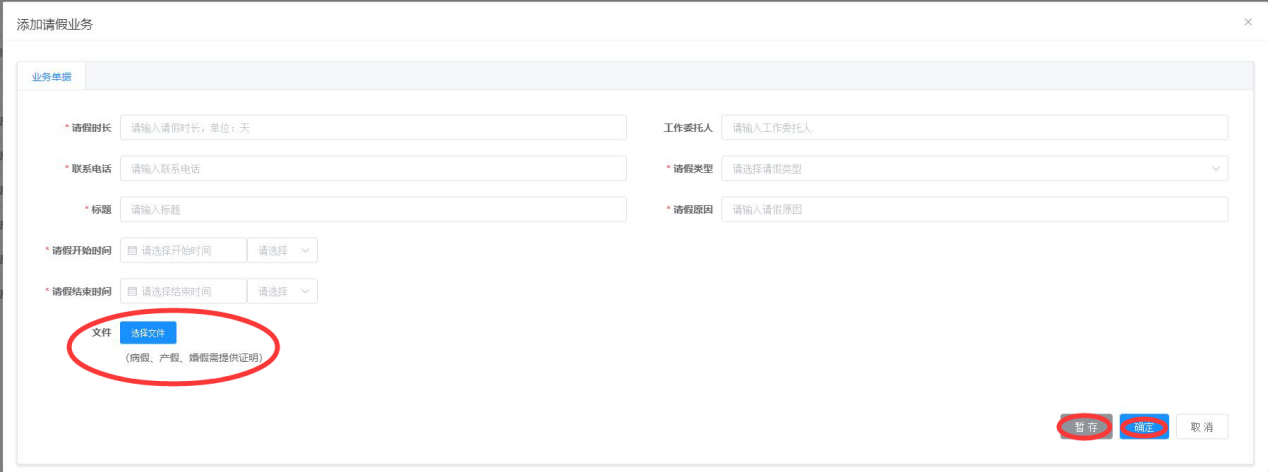 添加请假业务
业务单据
* 请假时长 请输入请假时长，单位：天 工作委托人 请输入工作委托人
* 联系电话 请输入联系电话 * 请假类型 请选择请假类型
* 标题 请输入标题 * 请假原因 请输入请假原因
* 请假开始时间 请选择开始时间 请选择
* 请假结束时间 请选择结束时间 请选择
文件 选择文件
（病假、产假、婚假需提供证明）
暂存 确定 取消